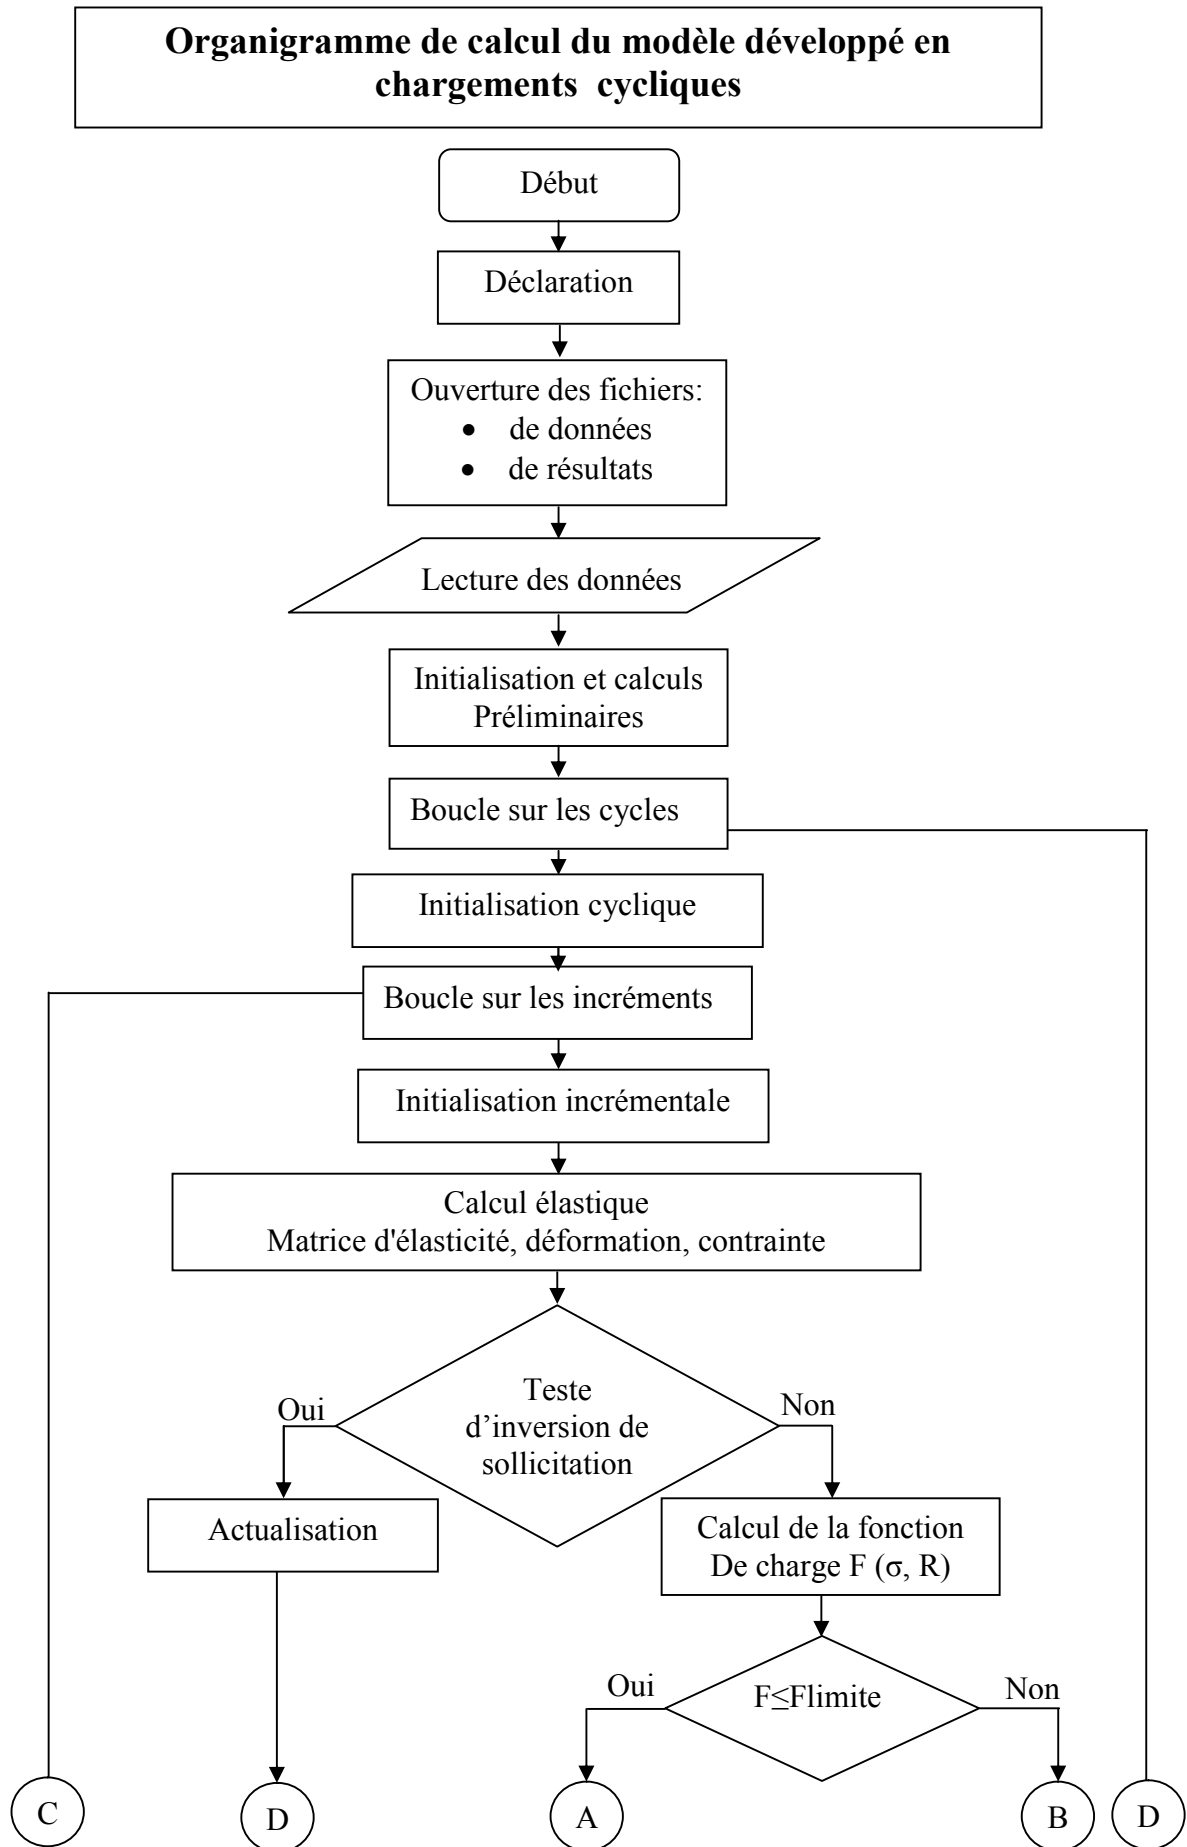 Organigramme de calcul du modèle développé en
chargements cycliques
Début
Déclaration
Ouverture des fichiers:
• de données
• de résultats
Lecture des données
Initialisation et calculs
Préliminaires
Boucle sur les cycles
Initialisation cyclique
Boucle sur les incréments
Initialisation incrémentale
Calcul élastique
Matrice d'élasticité, déformation, contrainte
Teste
d’inversion de
sollicitation
Oui
Non
Actualisation
Calcul de la fonction
De charge F (σ, R)
F≤Flimite
Oui
Non
C
D
A
B
D